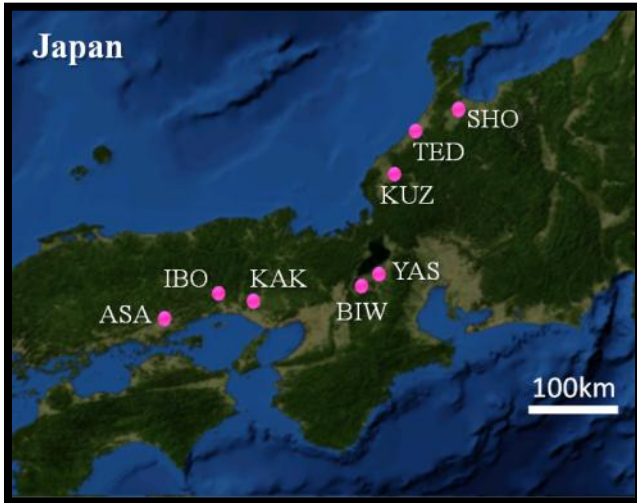 Japan
SHO
TED
KUZ
YAS
BIW
IBO
KAK
ASA
100km